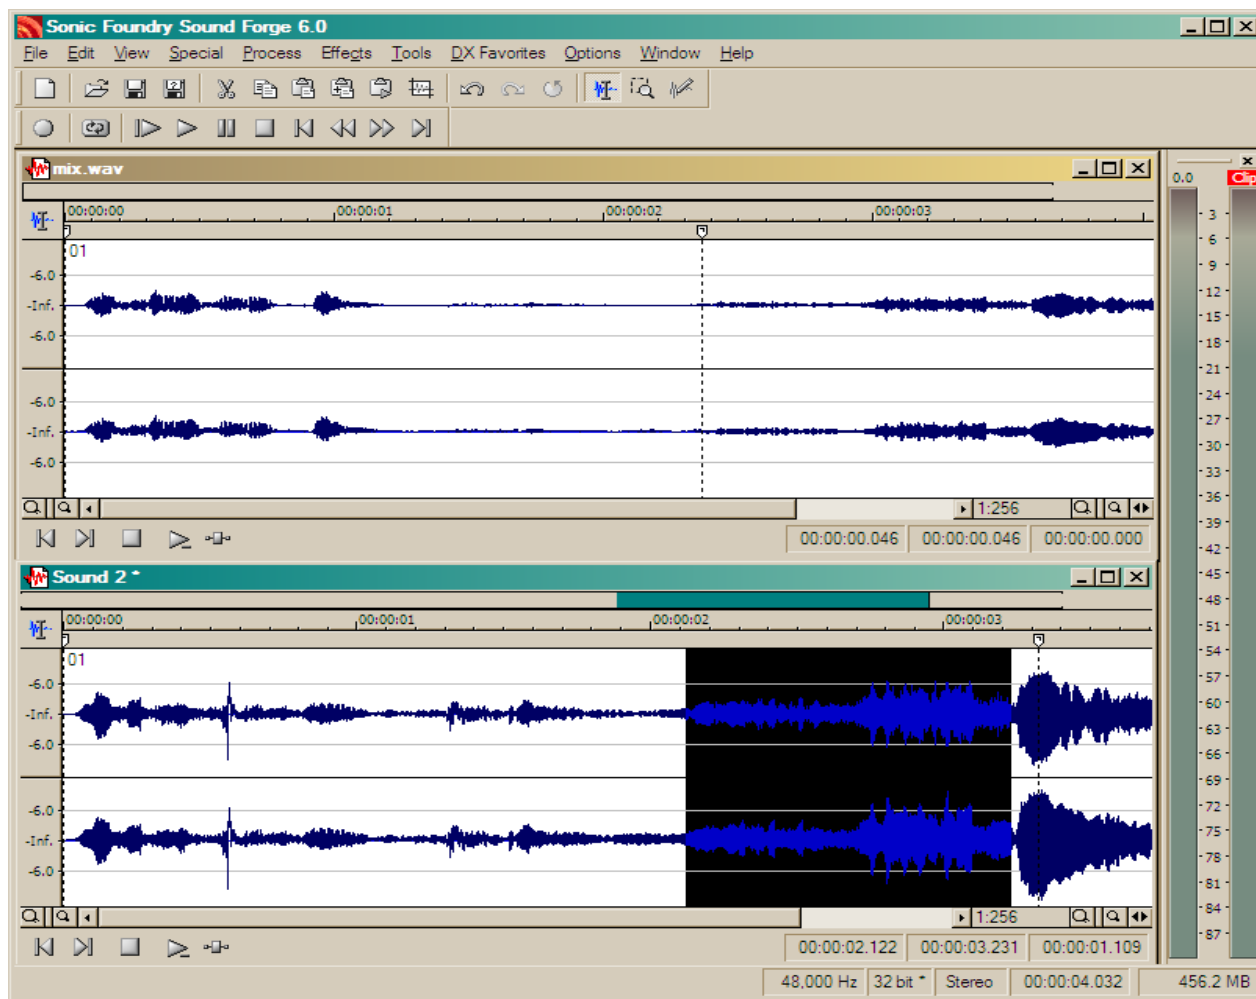 Sonic Foundry Sound Forge 6.0
File Edit View Special Process Effects Tools DX Favorites Options Window Help
mix.wav
0.0 Clip
00:00:00 00:00:01 00:00:02 00:00:03
01
-6.0
-Inf.
-6.0
-6.0
-Inf.
-6.0
1:256
00:00:00.046 00:00:00.046 00:00:00.000
Sound 2 *
00:00:00 00:00:01 00:00:02 00:00:03
01
-6.0
-Inf.
-6.0
-6.0
-Inf.
-6.0
1:256
00:00:02.122 00:00:03.231 00:00:01.109
- 3 -
- 6 -
- 9 -
-12 -
-15 -
-18 -
-21 -
-24 -
-27 -
-30 -
-33 -
-36 -
-39 -
-42 -
-45 -
-48 -
-51 -
-54 -
-57 -
-60 -
-63 -
-66 -
-69 -
-72 -
-75 -
-78 -
-81 -
-84 -
-87 -
48,000 Hz 32 bit * Stereo 00:00:04.032 456.2 MB